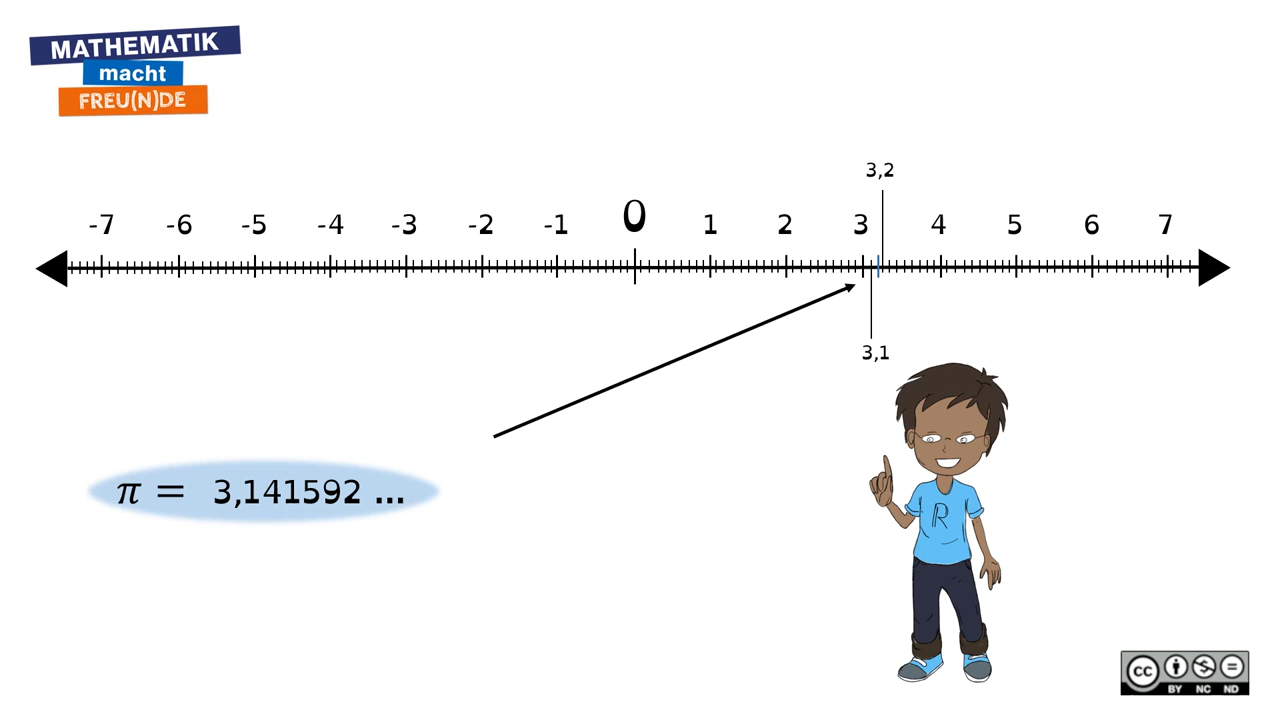 MATHEMATIK
macht
FREU(N)DE
3,2
-7 -6 -5 -4 -3 -2 -1 0 1 2 3 4 5 6 7
3,1
π = 3,141592 ...
R
cc
BY NC ND